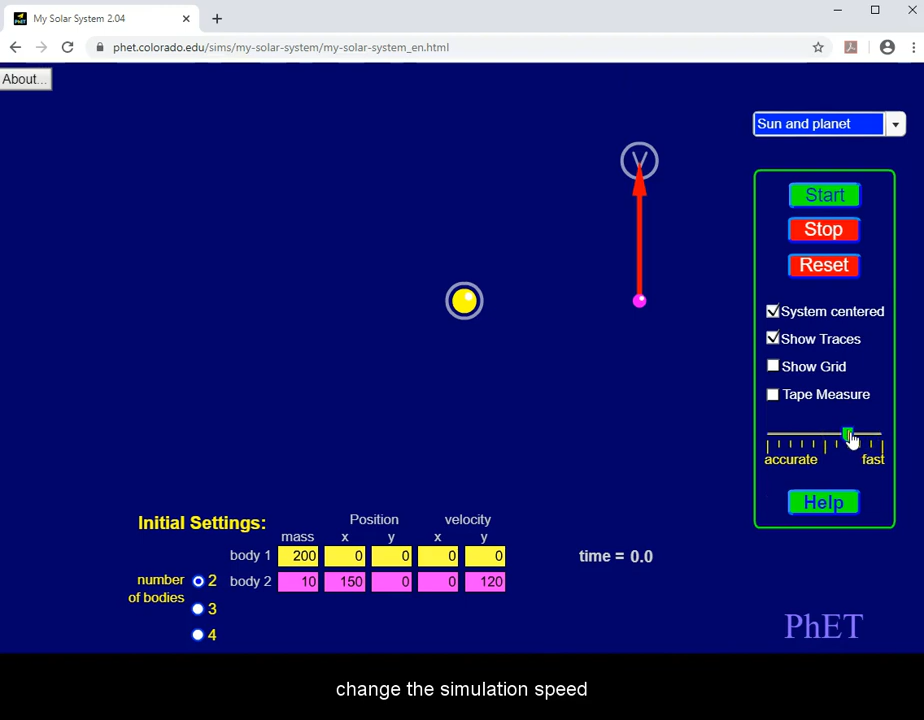 My Solar System 2.04
phet.colorado.edu/sims/my-solar-system/my-solar-system_en.html
About...
Sun and planet
V
Start
Stop
Reset
System centered
Show Traces
Show Grid
Tape Measure
accurate fast
Help
Initial Settings:
Position velocity
mass x y x y
body 1 200 0 0 0 0
number of bodies 2 body 2 10 150 0 0 120
3
4
time = 0.0
PhET
change the simulation speed